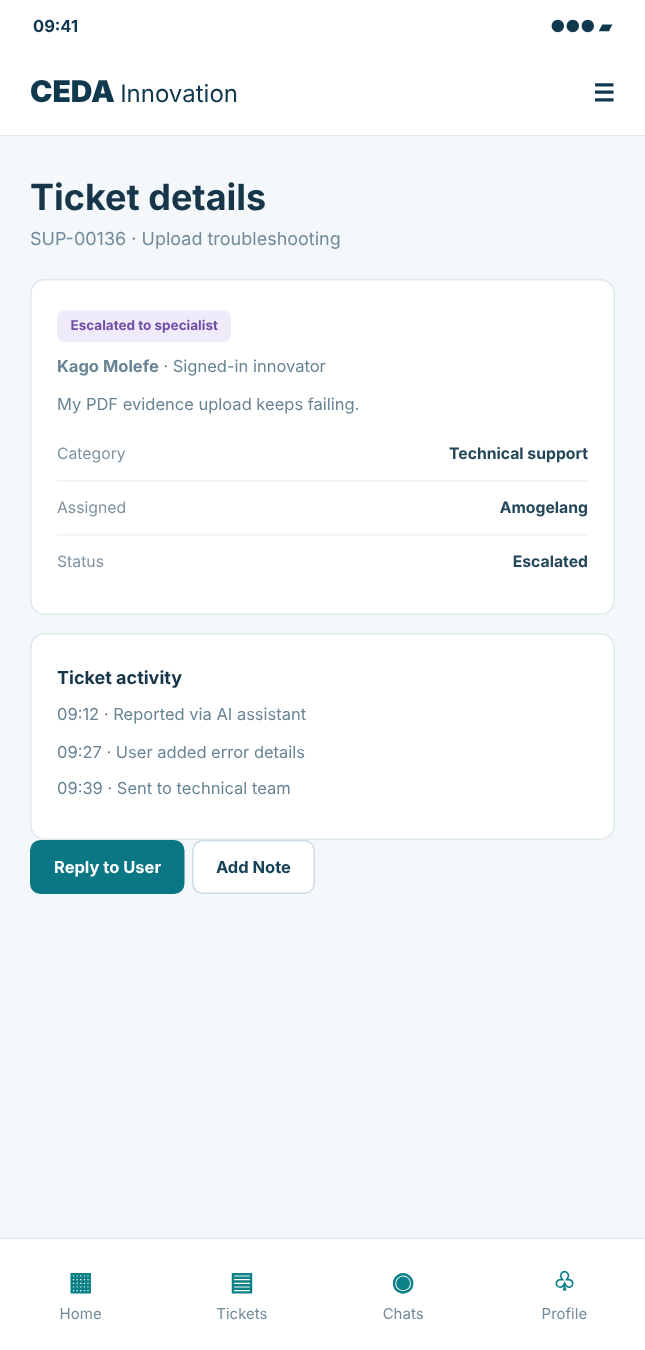 09:41
CEDA Innovation
Ticket details
SUP-00136 · Upload troubleshooting
Escalated to specialist
Kago Molefe · Signed-in innovator
My PDF evidence upload keeps failing.
Category Technical support
Assigned Amogelang
Status Escalated
Ticket activity
09:12 · Reported via AI assistant
09:27 · User added error details
09:39 · Sent to technical team
Reply to User Add Note
Home Tickets Chats Profile